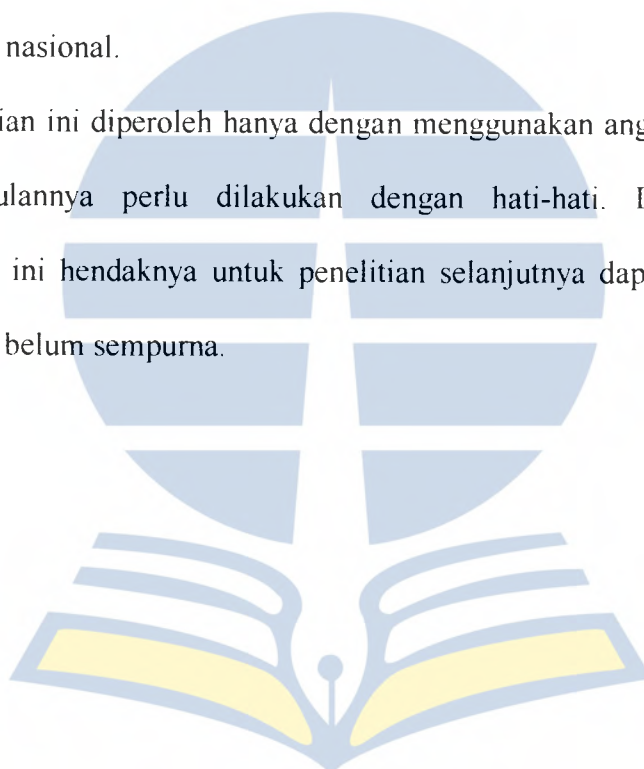 nasional.
ian ini diperoleh hanya dengan menggunakan ang
ulannya perlu dilakukan dengan hati-hati.
ini hendaknya untuk penelitian selanjutnya dap
belum sempurna.